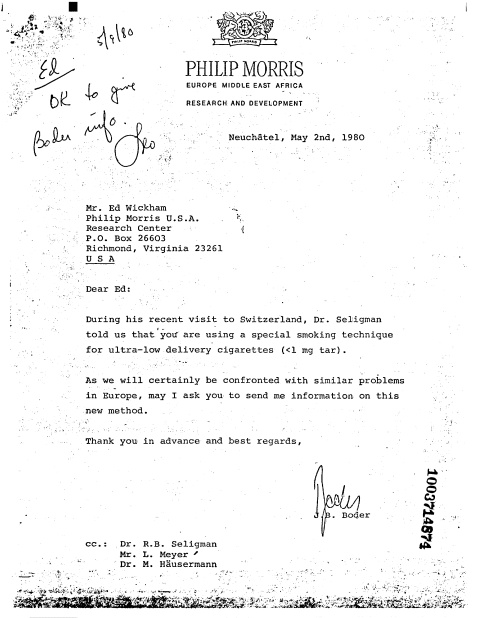 5/9/80
Ed
OK to give
Boder info.
Leo
PHILIP MORRIS
PHILIP MORRIS
EUROPE MIDDLE EAST AFRICA
RESEARCH AND DEVELOPMENT
Neuchâtel, May 2nd, 1980
Mr. Ed Wickham
Philip Morris U.S.A.
Research Center
P.O. Box 26603
Richmond, Virginia 23261
U S A
Dear Ed:
During his recent visit to Switzerland, Dr. Seligman
told us that you are using a special smoking technique
for ultra-low delivery cigarettes (<1 mg tar).
As we will certainly be confronted with similar problems
in Europe, may I ask you to send me information on this
new method.
Thank you in advance and best regards,
Boder
J.B. Boder
cc.: Dr. R.B. Seligman
Mr. L. Meyer
Dr. M. Häusermann
1003714874